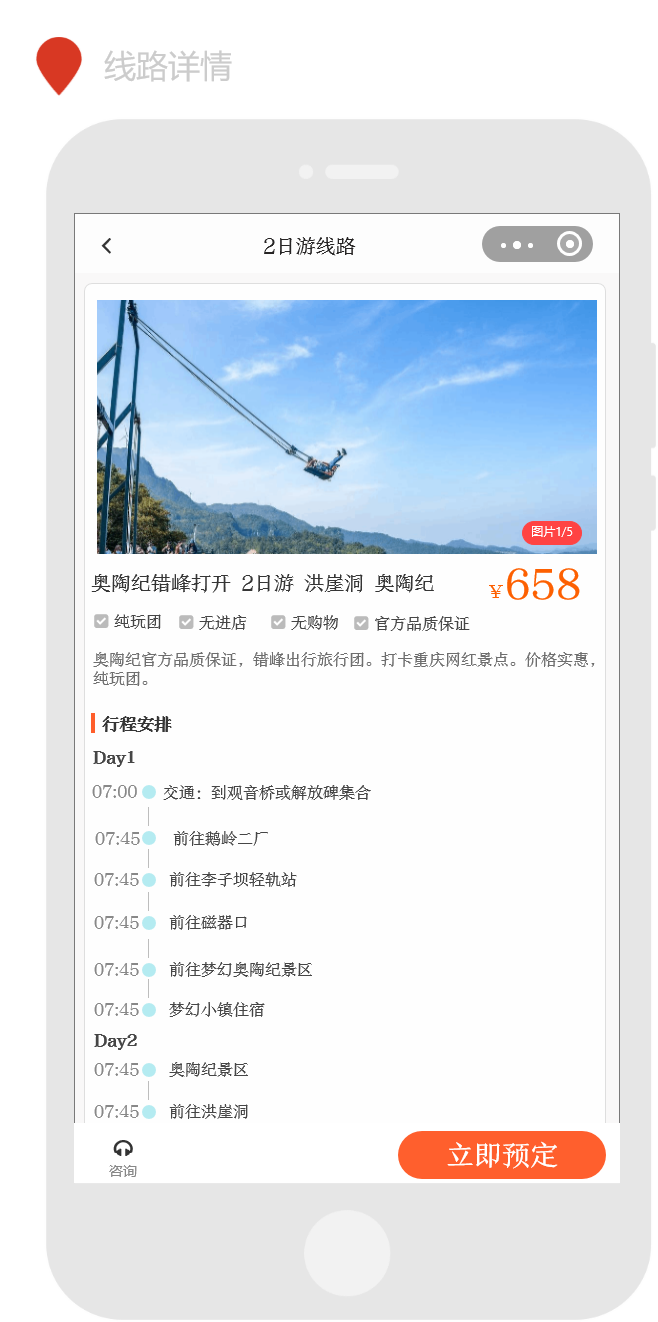 线路详情
2日游线路
图片1/5
奥陶纪错峰打开 2日游 洪崖洞 奥陶纪
¥658
纯玩团 无进店 无购物 官方品质保证
奥陶纪官方品质保证，错峰出行旅行团。打卡重庆网红景点。价格实惠，
纯玩团。
行程安排
Day1
07:00 交通：到观音桥或解放碑集合
07:45 前往鹅岭二厂
07:45 前往李子坝轻轨站
07:45 前往磁器口
07:45 前往梦幻奥陶纪景区
07:45 梦幻小镇住宿
Day2
07:45 奥陶纪景区
07:45 前往洪崖洞
咨询
立即预定